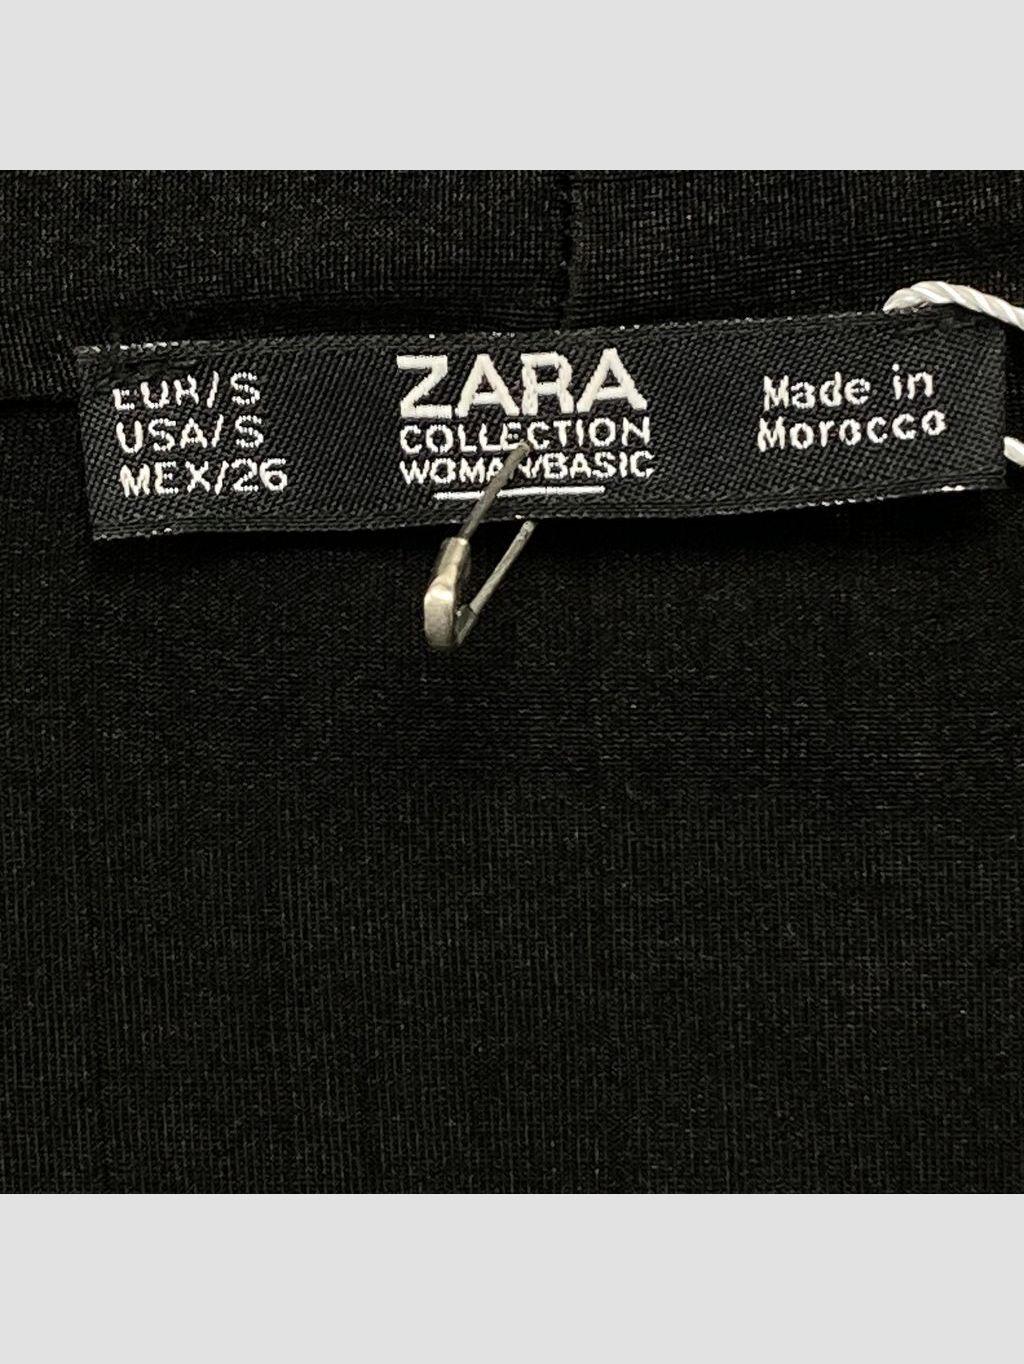 EUR/S
USA/S
MEX/26
ZARA
COLLECTION
WOMAN/BASIC
Made in
Morocco